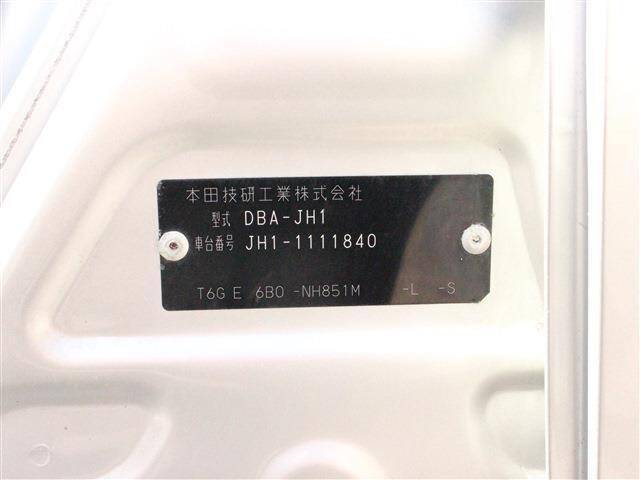 本田技研工業株式会社
型式 DBA-JH1
車台番号 JH1-1111840
T6G E 6B0 -NH851M -L -S